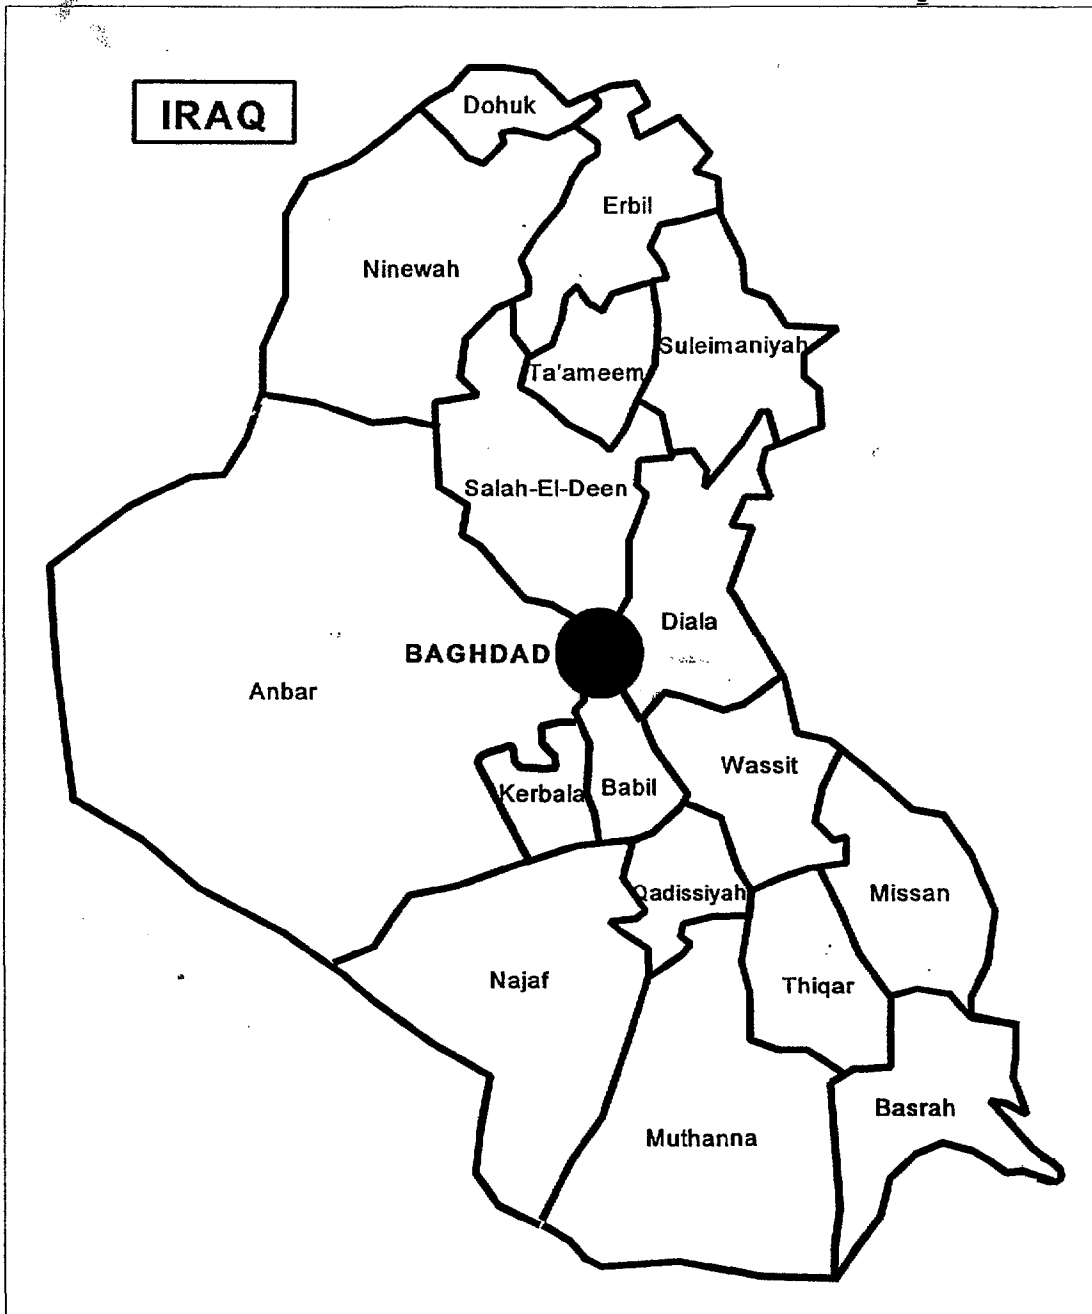 IRAQ
Dohuk
Erbil
Ninewah
Suleimaniyah
Ta'ameem
Salah-El-Deen
Diala
BAGHDAD
Anbar
Wassit
Babil
Kerbala
Qadissiyah
Missan
Najaf
Thiqar
Basrah
Muthanna